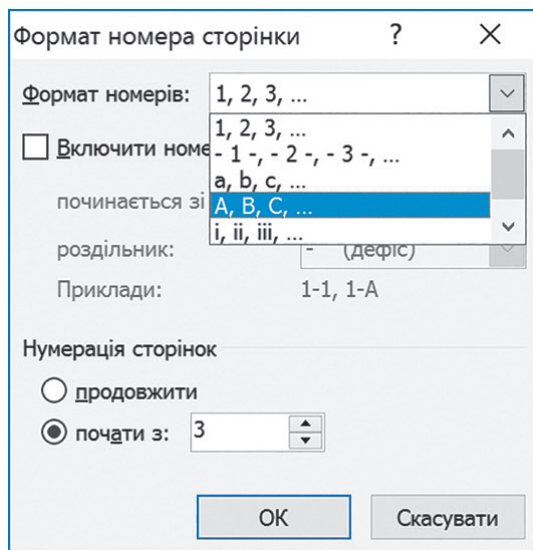 Формат номера сторінки ? ×
Формат номерів: 1, 2, 3, ...
1, 2, 3, ...
- 1 -, - 2 -, - 3 -, ...
Включити номе
a, b, c, ...
починається зі
A, B, C, ...
i, ii, iii, ...
роздільник: - (дефіс)
Приклади: 1-1, 1-A
Нумерація сторінок
продовжити
почати з: 3
ОК Скасувати